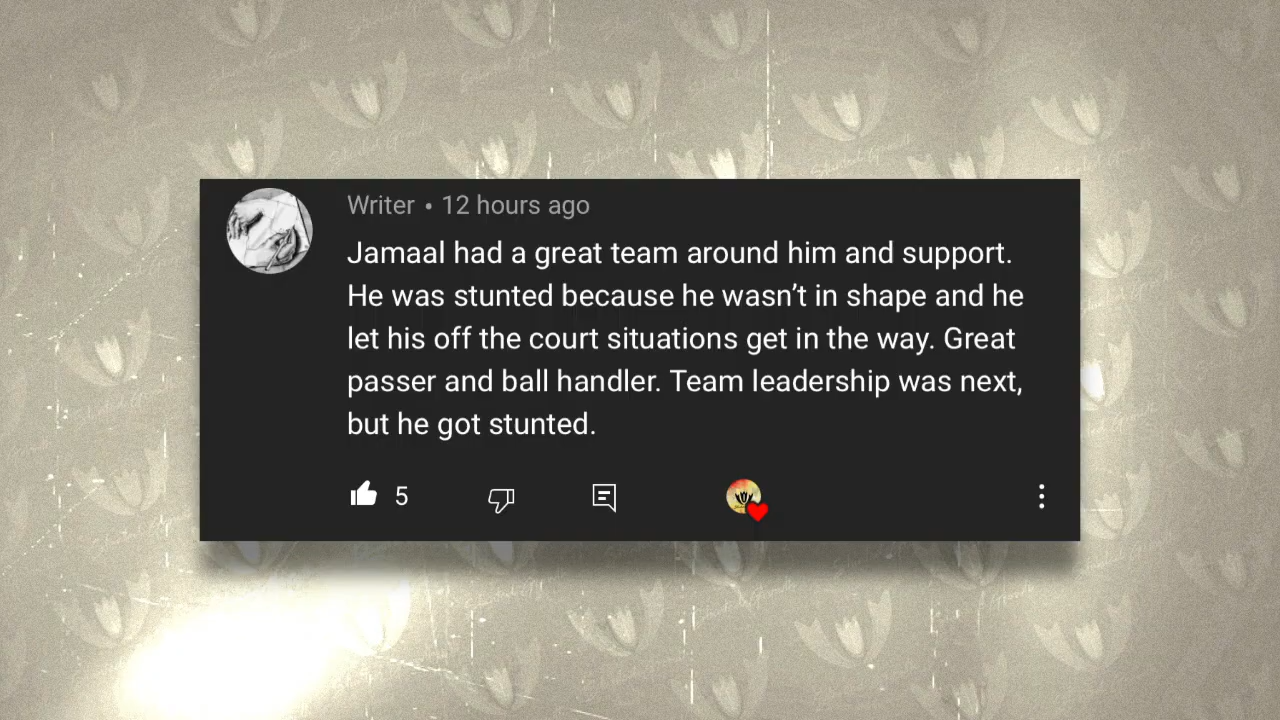 Writer • 12 hours ago
Jamaal had a great team around him and support.
He was stunted because he wasn’t in shape and he
let his off the court situations get in the way. Great
passer and ball handler. Team leadership was next,
but he got stunted.
5